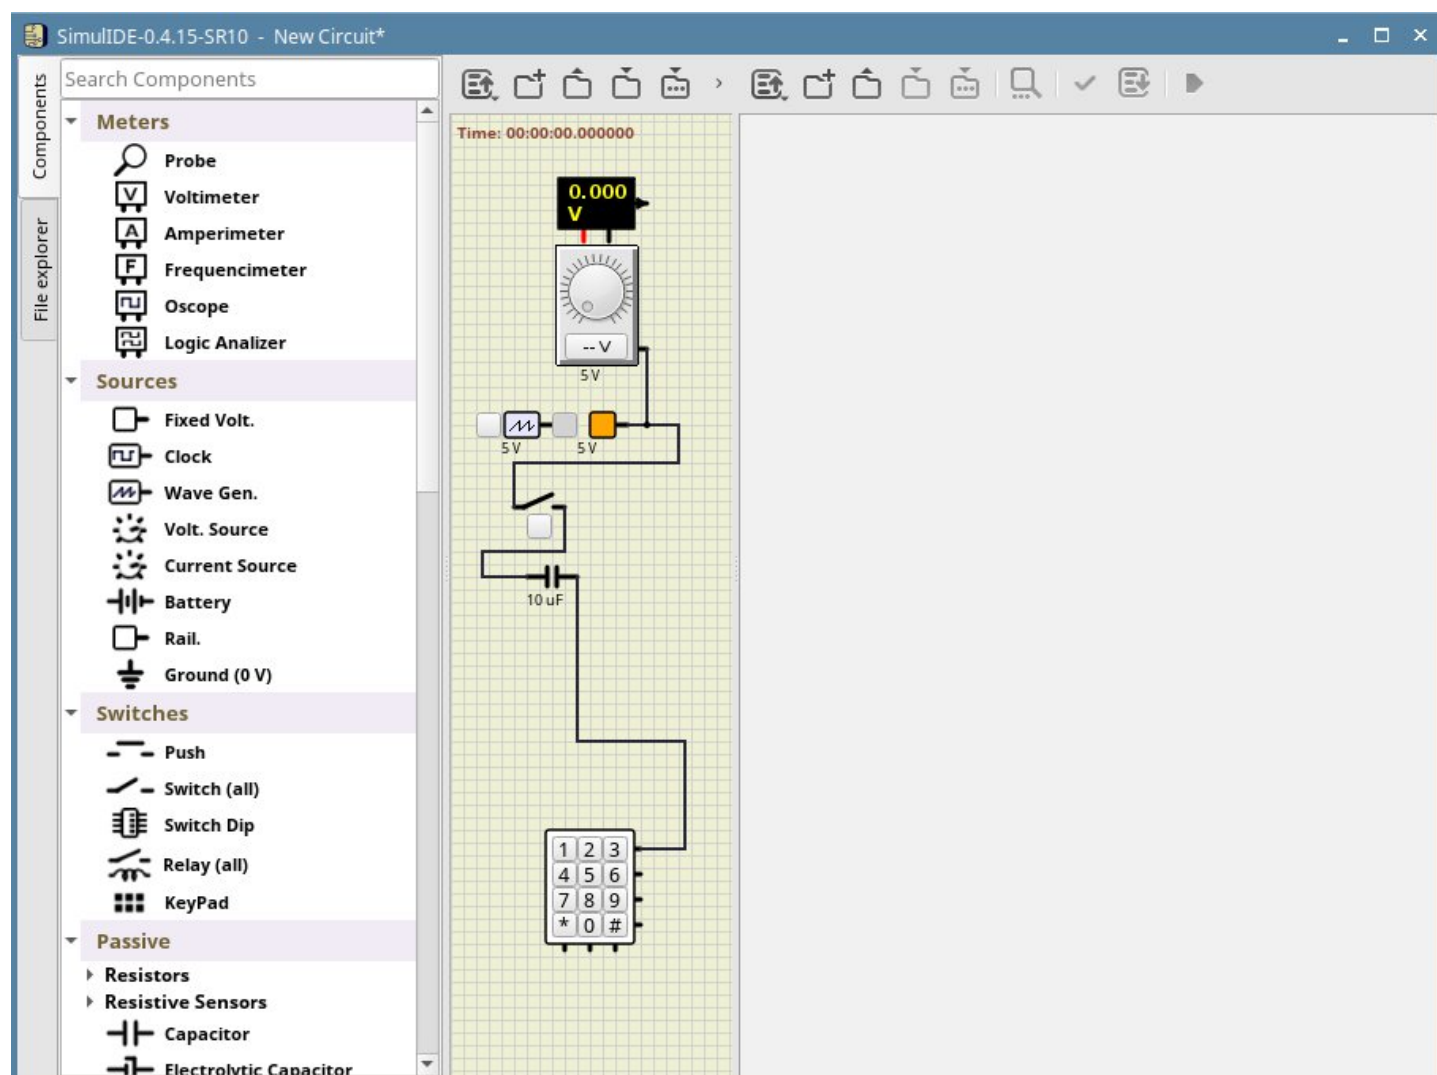 SimulIDE-0.4.15-SR10 - New Circuit*
Components
File explorer
Search Components
Meters
Probe
Voltimeter
Amperimeter
Frequencimeter
Oscope
Logic Analizer
Sources
Fixed Volt.
Clock
Wave Gen.
Volt. Source
Current Source
Battery
Rail.
Ground (0 V)
Switches
Push
Switch (all)
Switch Dip
Relay (all)
KeyPad
Passive
Resistors
Resistive Sensors
Capacitor
Electrolytic Capacitor
Time: 00:00:00.000000
0.000
V
-- V
5 V
5 V
5 V
10 uF
1 2 3
4 5 6
7 8 9
* 0 #